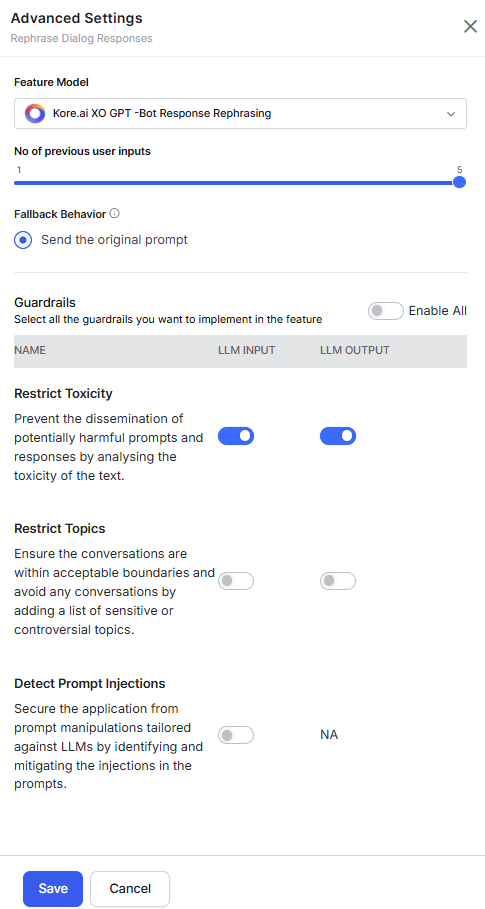 Advanced Settings
Rephrase Dialog Responses
Feature Model
Kore.ai XO GPT -Bot Response Rephrasing
No of previous user inputs
1 5
Fallback Behavior
Send the original prompt
Guardrails
Select all the guardrails you want to implement in the feature
Enable All
NAME LLM INPUT LLM OUTPUT
Restrict Toxicity
Prevent the dissemination of
potentially harmful prompts and
responses by analysing the
toxicity of the text.
Restrict Topics
Ensure the conversations are
within acceptable boundaries and
avoid any conversations by
adding a list of sensitive or
controversial topics.
Detect Prompt Injections
Secure the application from
prompt manipulations tailored
against LLMs by identifying and
mitigating the injections in the
prompts.
NA
Save Cancel